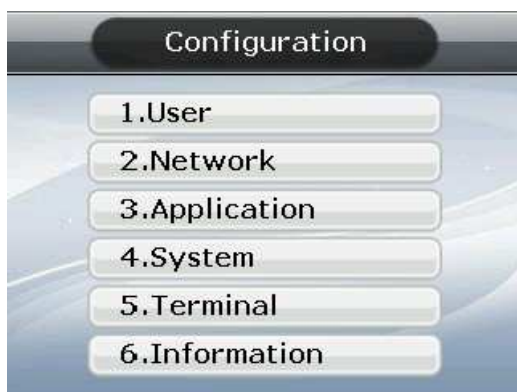 Configuration
1.User
2.Network
3.Application
4.System
5.Terminal
6.Information